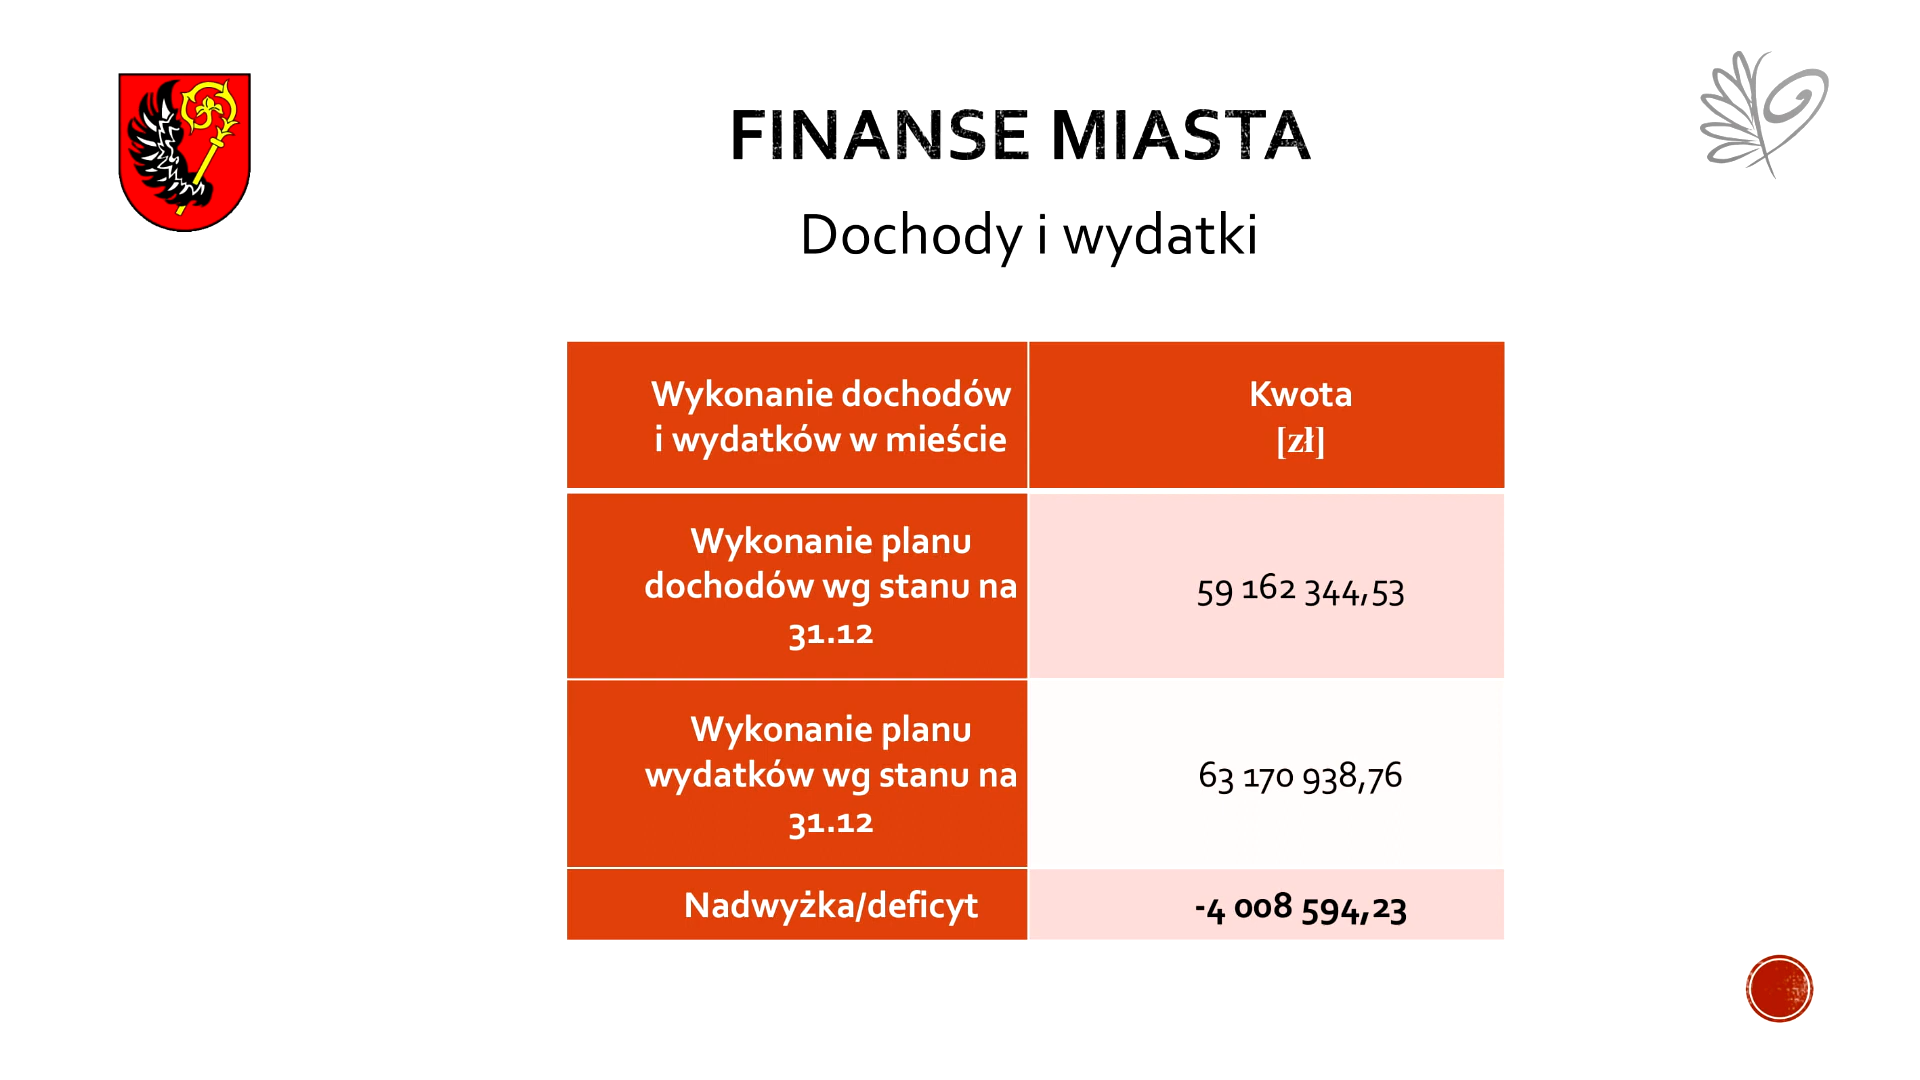 FINANSE MIASTA
Dochody i wydatki
Wykonanie dochodów
i wydatków w mieście
Kwota
[zł]
Wykonanie planu
dochodów wg stanu na
31.12
59 162 344,53
Wykonanie planu
wydatków wg stanu na
31.12
63 170 938,76
Nadwyżka/deficyt
-4 008 594,23